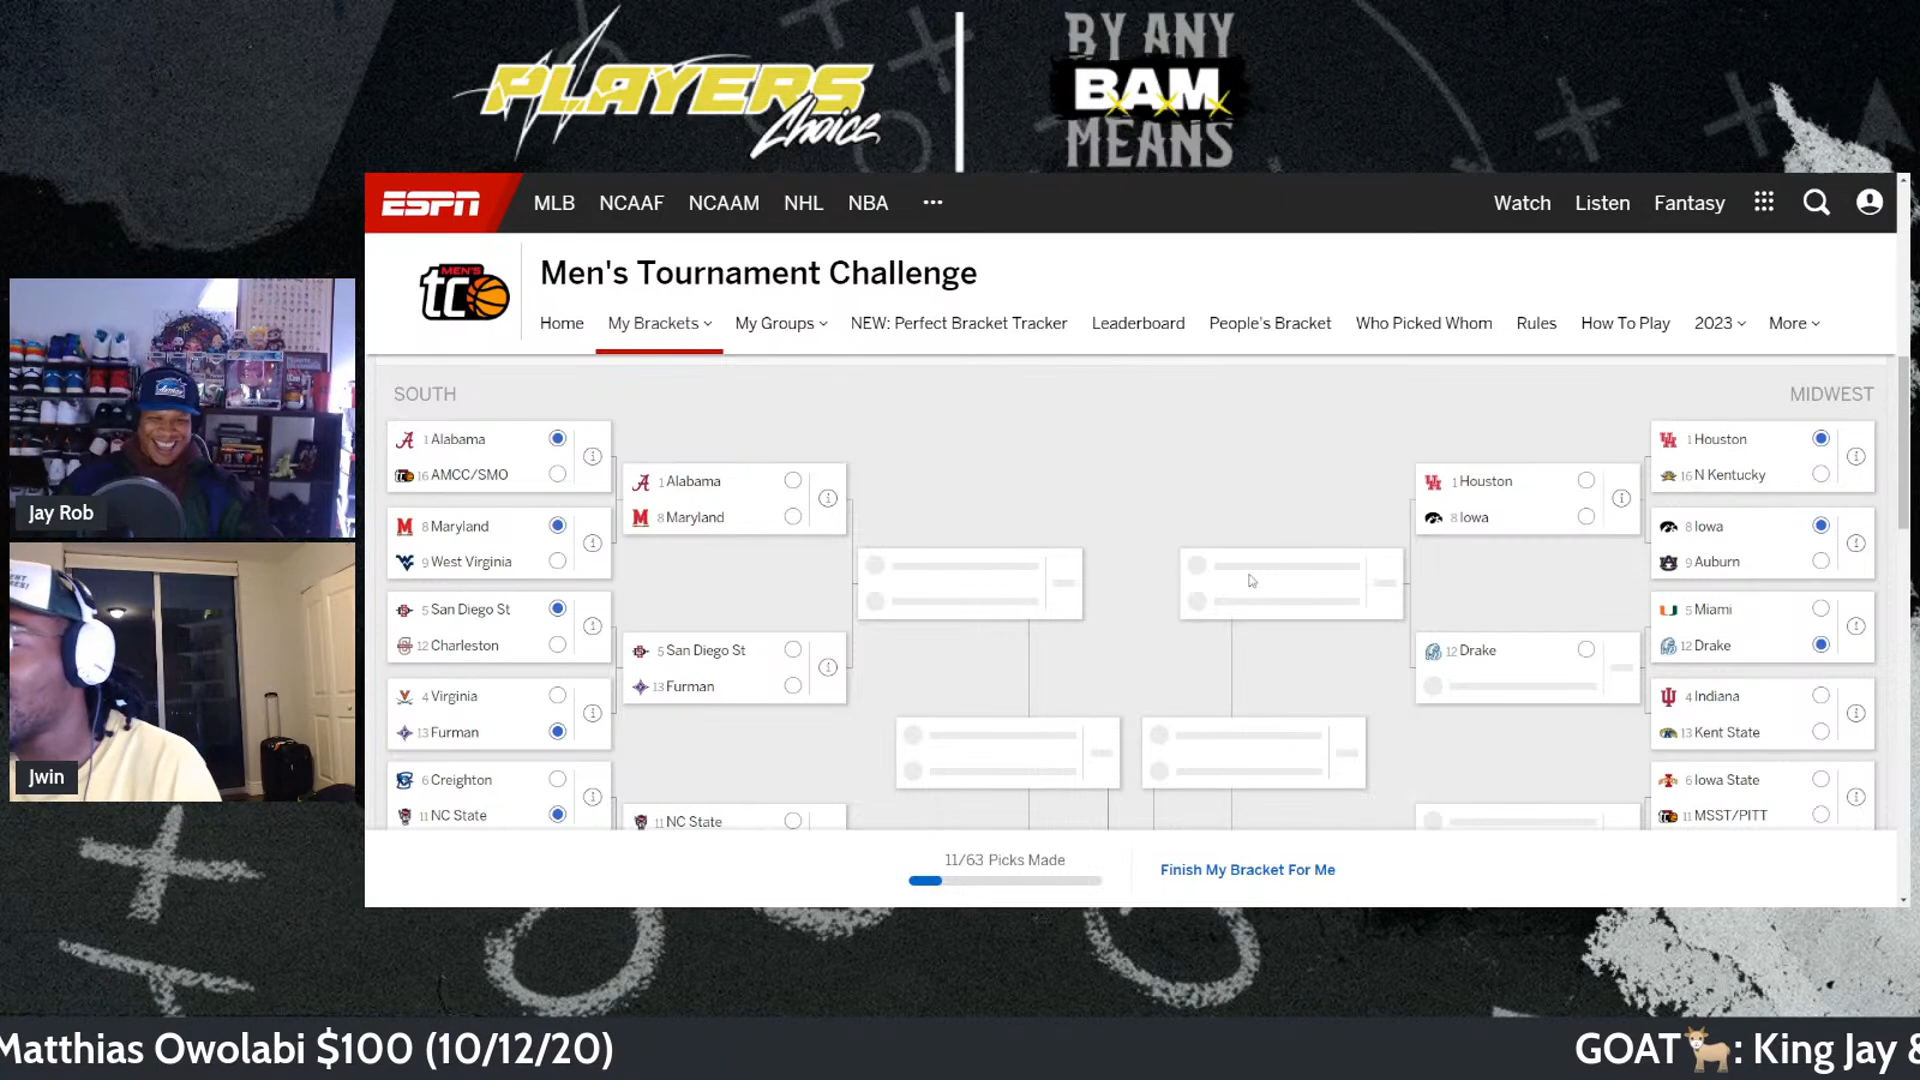 PLAYERS
Choice
BY ANY
BAM
MEANS
ESPN
MLB NCAAF NCAAM NHL NBA ...
Watch Listen Fantasy
MEN'S
tc
Men's Tournament Challenge
Home My Brackets My Groups NEW: Perfect Bracket Tracker Leaderboard People's Bracket Who Picked Whom Rules How To Play 2023 More
SOUTH
MIDWEST
1 Alabama
16 AMCC/SMO
8 Maryland
9 West Virginia
5 San Diego St
12 Charleston
4 Virginia
13 Furman
6 Creighton
11 NC State
1 Alabama
8 Maryland
5 San Diego St
13 Furman
11 NC State
1 Houston
8 Iowa
12 Drake
1 Houston
16 N Kentucky
8 Iowa
9 Auburn
5 Miami
12 Drake
4 Indiana
13 Kent State
6 Iowa State
11 MSST/PITT
Jay Rob
Jwin
11/63 Picks Made
Finish My Bracket For Me
Matthias Owolabi $100 (10/12/20)
GOAT🐐: King Jay &